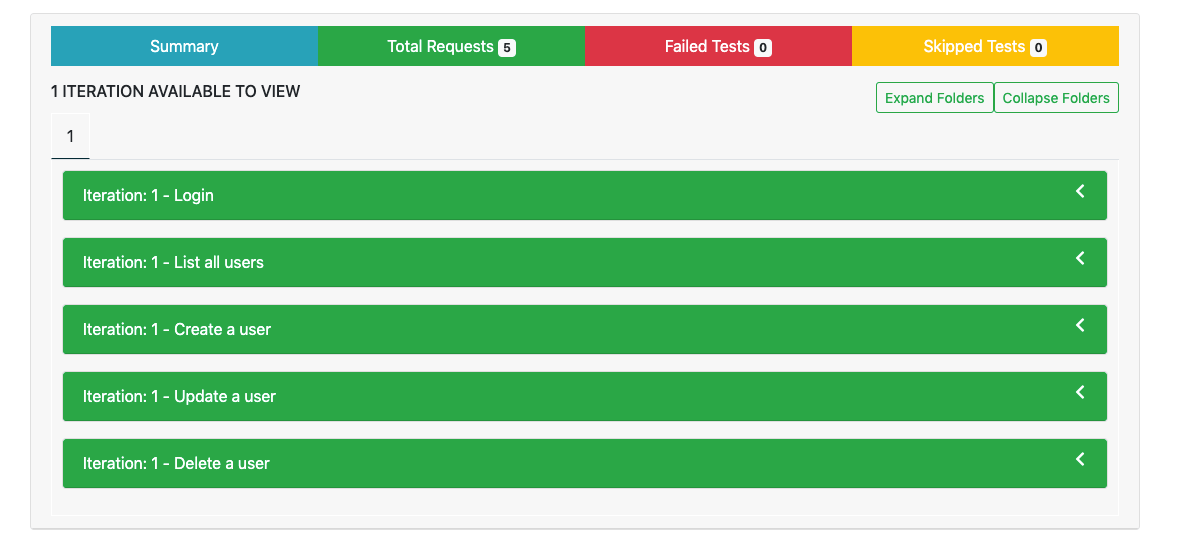 Summary
Total Requests 5
Failed Tests 0
Skipped Tests 0
1 ITERATION AVAILABLE TO VIEW
Expand Folders
Collapse Folders
1
Iteration: 1 - Login
Iteration: 1 - List all users
Iteration: 1 - Create a user
Iteration: 1 - Update a user
Iteration: 1 - Delete a user